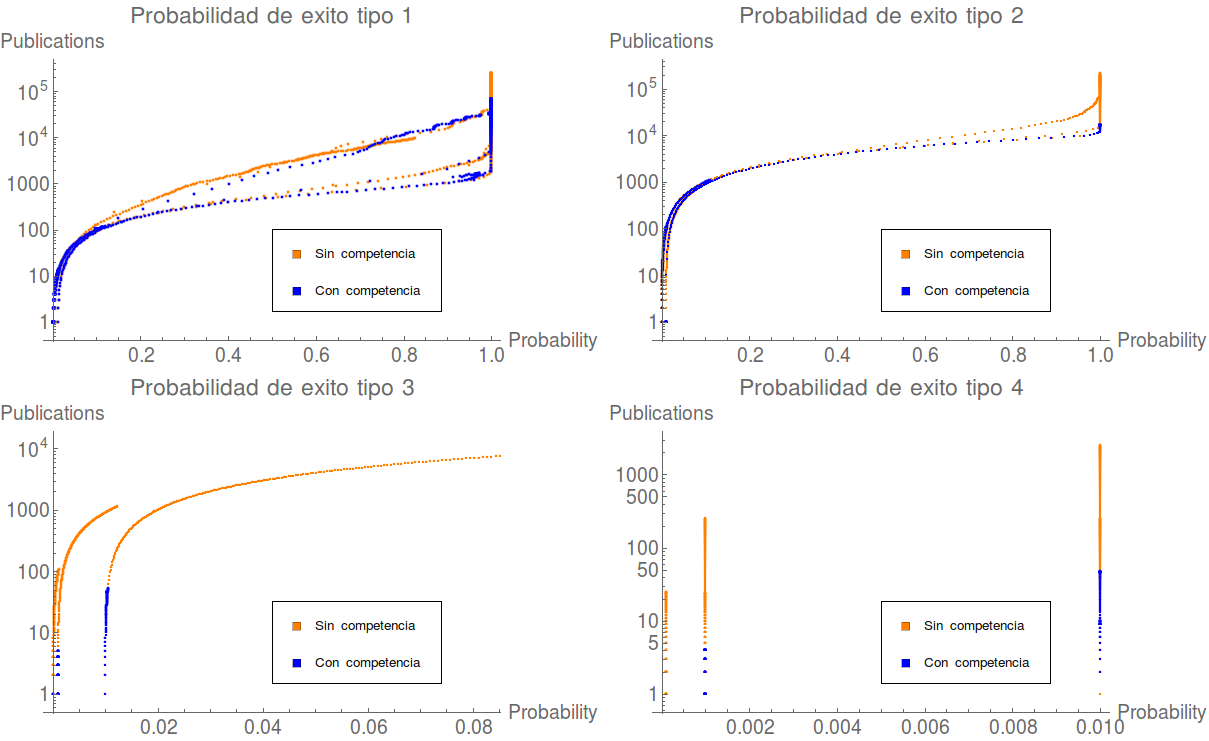 Probabilidad de exito tipo 1
Publications
10^5
10^4
1000
100
10
1
0.2 0.4 0.6 0.8 1.0
Probability
Sin competencia
Con competencia
Probabilidad de exito tipo 2
Publications
10^5
10^4
1000
100
10
1
0.2 0.4 0.6 0.8 1.0
Probability
Sin competencia
Con competencia
Probabilidad de exito tipo 3
Publications
10^4
1000
100
10
1
0.02 0.04 0.06 0.08
Probability
Sin competencia
Con competencia
Probabilidad de exito tipo 4
Publications
1000
500
100
50
10
5
1
0.002 0.004 0.006 0.008 0.010
Probability
Sin competencia
Con competencia